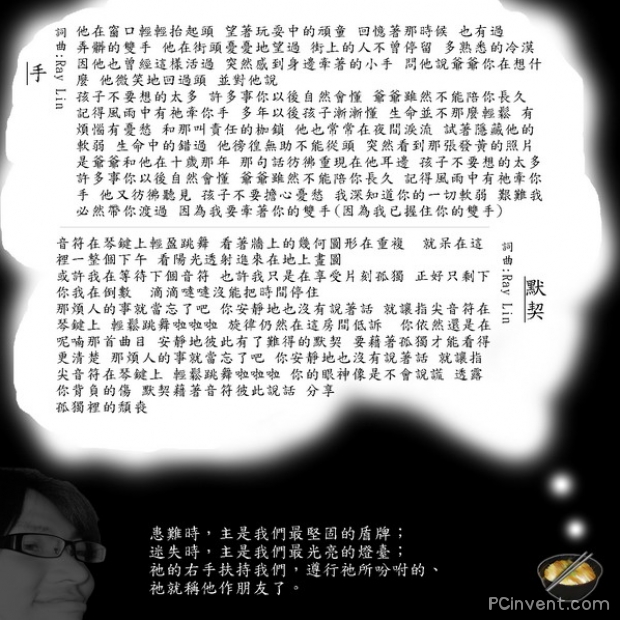 手
詞曲:Ray Lin
他在窗口輕輕抬起頭 望著玩耍中的頑童 回憶著那時候 也有過
弄髒的雙手 他在街頭憂憂地望過 街上的人不曾停留 多熟悉的冷漠
因他也曾經這樣活過 突然感到身邊牽著的小手 問他說爺爺你在想什
麼 他微笑地回過頭 並對他說
孩子不要想的太多 許多事你以後自然會懂 爺爺雖然不能陪你長久
記得風雨中有祂牽你手 多年以後孩子漸漸懂 生命並不那麼輕鬆 有
煩惱有憂愁 和那叫責任的枷鎖 他也常常在夜間淚流 試著隱藏他的
軟弱 生命中的錯過 他徬徨無助不能從頭 突然看到那張發黃的照片
是爺爺和他在十歲那年 那句話彷彿重現在他耳邊 孩子不要想的太多
許多事你以後自然會懂 爺爺雖然不能陪你長久 記得風雨中有祂牽你
手 他又彷彿聽見 孩子不要擔心憂愁 我深知道你的一切軟弱 艱難我
必然帶你渡過 因為我要牽著你的雙手(因為我已握住你的雙手)
默契
詞曲:Ray Lin
音符在琴鍵上輕盈跳舞 看著牆上的幾何圖形在重複 就呆在這
裡一整個下午 看陽光透射進來在地上畫圖
或許我在等待下個音符 也許我只是在享受片刻孤獨 正好只剩下
你我在倒數 滴滴噠噠沒能把時間停住
那煩人的事就當忘了吧 你安靜地也沒有說著話 就讓指尖音符在
琴鍵上 輕鬆跳舞啦啦啦 旋律仍然在這房間低訴 你依然還是在
呢喃那首曲目 安靜地彼此有了難得的默契 要藉著孤獨才能看得
更清楚 那煩人的事就當忘了吧 你安靜地也沒有說著話 就讓指
尖音符在琴鍵上 輕鬆跳舞啦啦啦 你的眼神像是不會說謊 透露
你背負的傷 默契藉著音符彼此說話 分享
孤獨裡的頹喪
患難時，主是我們最堅固的盾牌；
迷失時，主是我們最光亮的燈臺；
祂的右手扶持我們，遵行祂所吩咐的、
祂就稱他作朋友了。
PCinvent.com